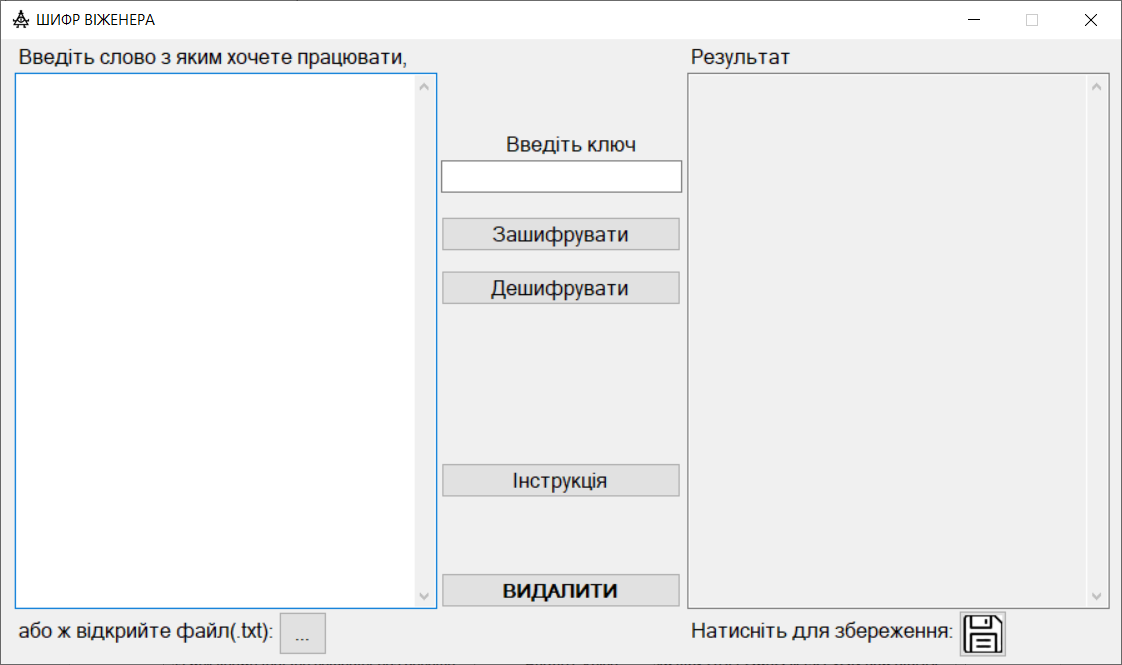 ШИФР ВІЖЕНЕРА
Введіть слово з яким хочете працювати,
Результат
Введіть ключ
Зашифрувати
Дешифрувати
Інструкція
ВИДАЛИТИ
або ж відкрийте файл(.txt):
...
Натисніть для збереження: